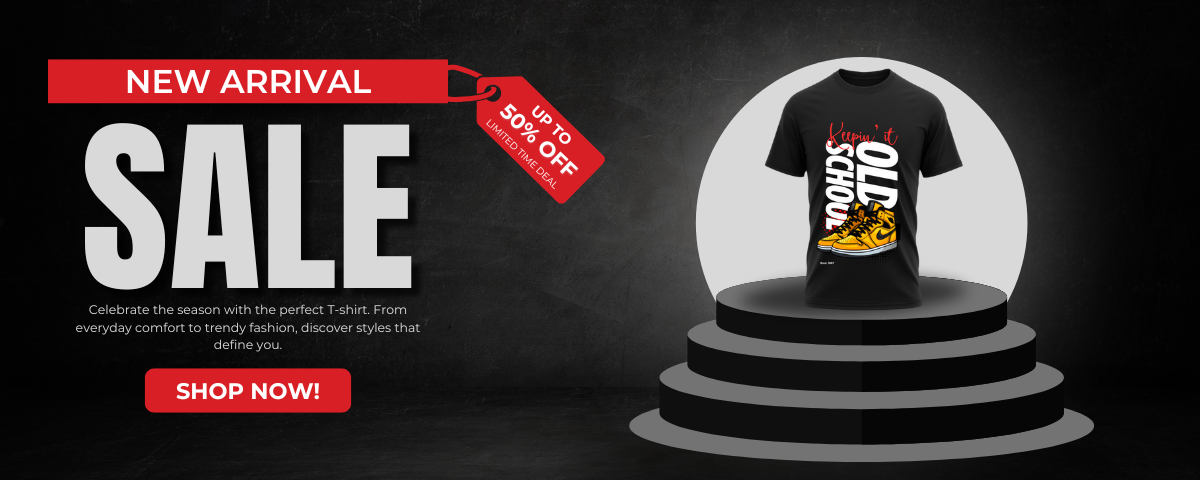 NEW ARRIVAL
UP TO
50% OFF
LIMITED TIME DEAL
SALE
Celebrate the season with the perfect T-shirt. From
everyday comfort to trendy fashion, discover styles that
define you.
SHOP NOW!
Keepin' it
OLD
SCHOOL